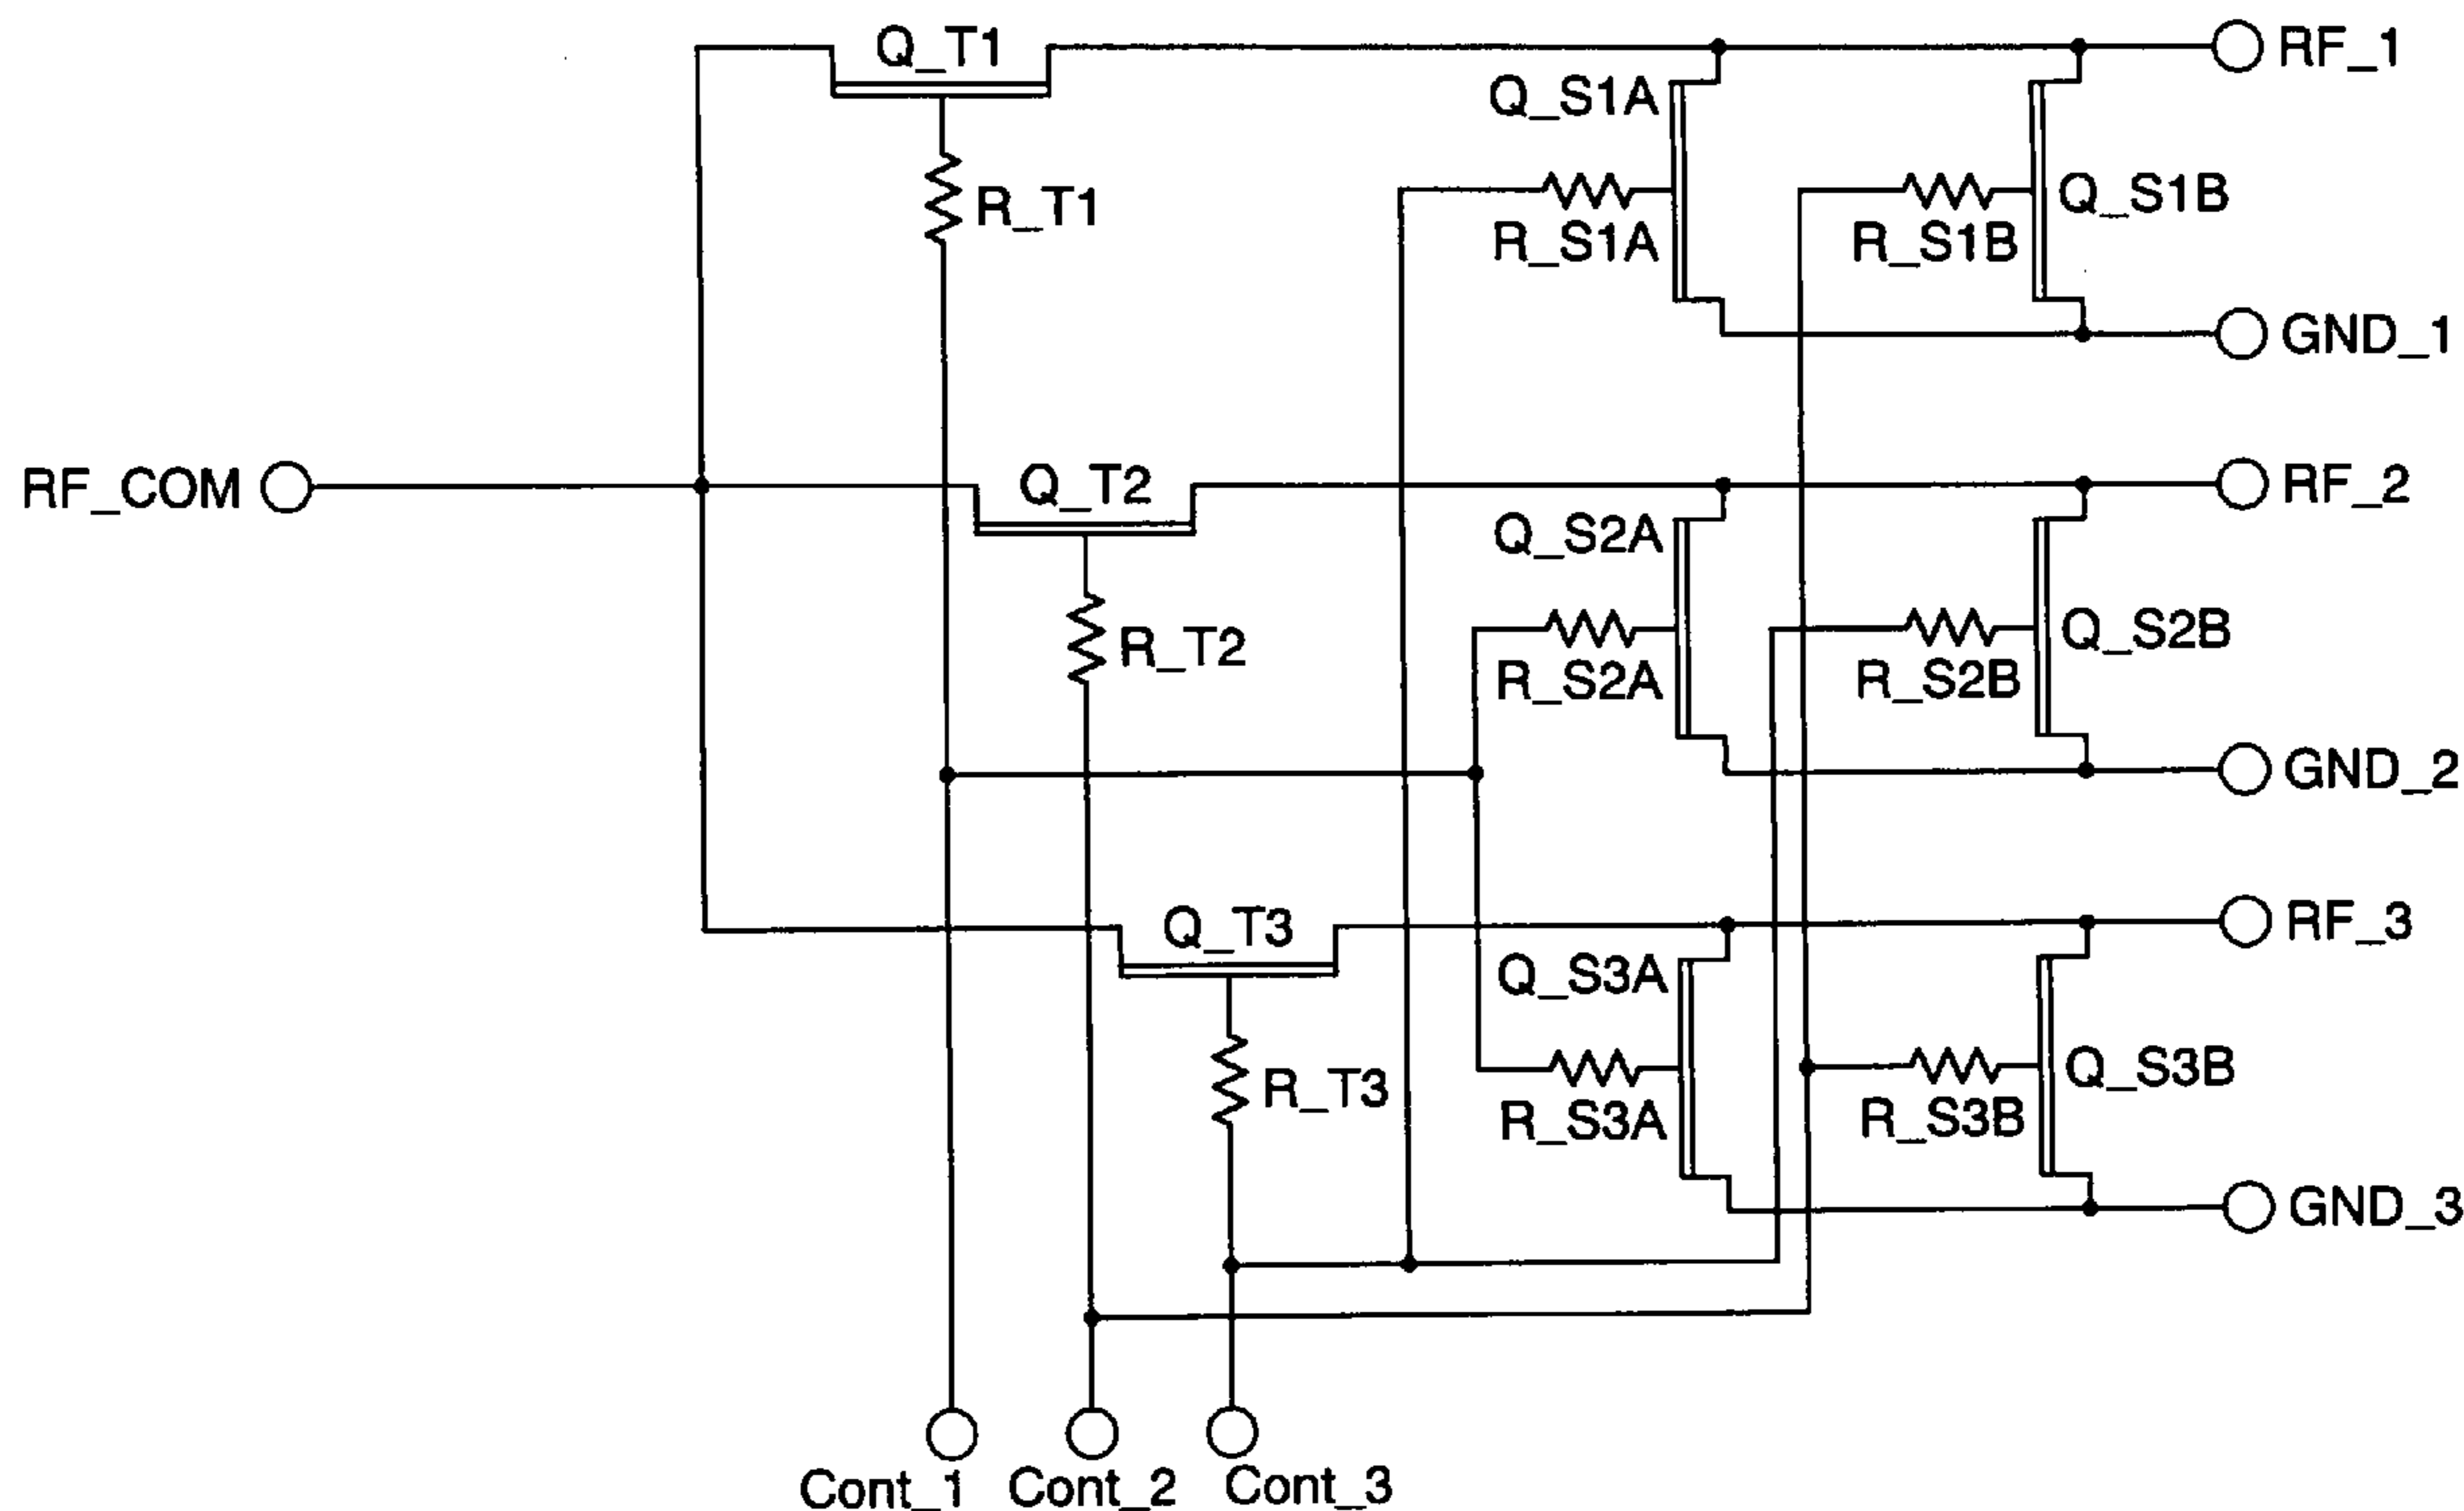 Q_T1
RF_1
Q_S1A
R_T1
Q_S1B
R_S1A
R_S1B
GND_1
RF_COM
Q_T2
RF_2
Q_S2A
R_T2
Q_S2B
R_S2A
R_S2B
GND_2
Q_T3
RF_3
Q_S3A
R_T3
Q_S3B
R_S3A
R_S3B
GND_3
Cont_1
Cont_2
Cont_3